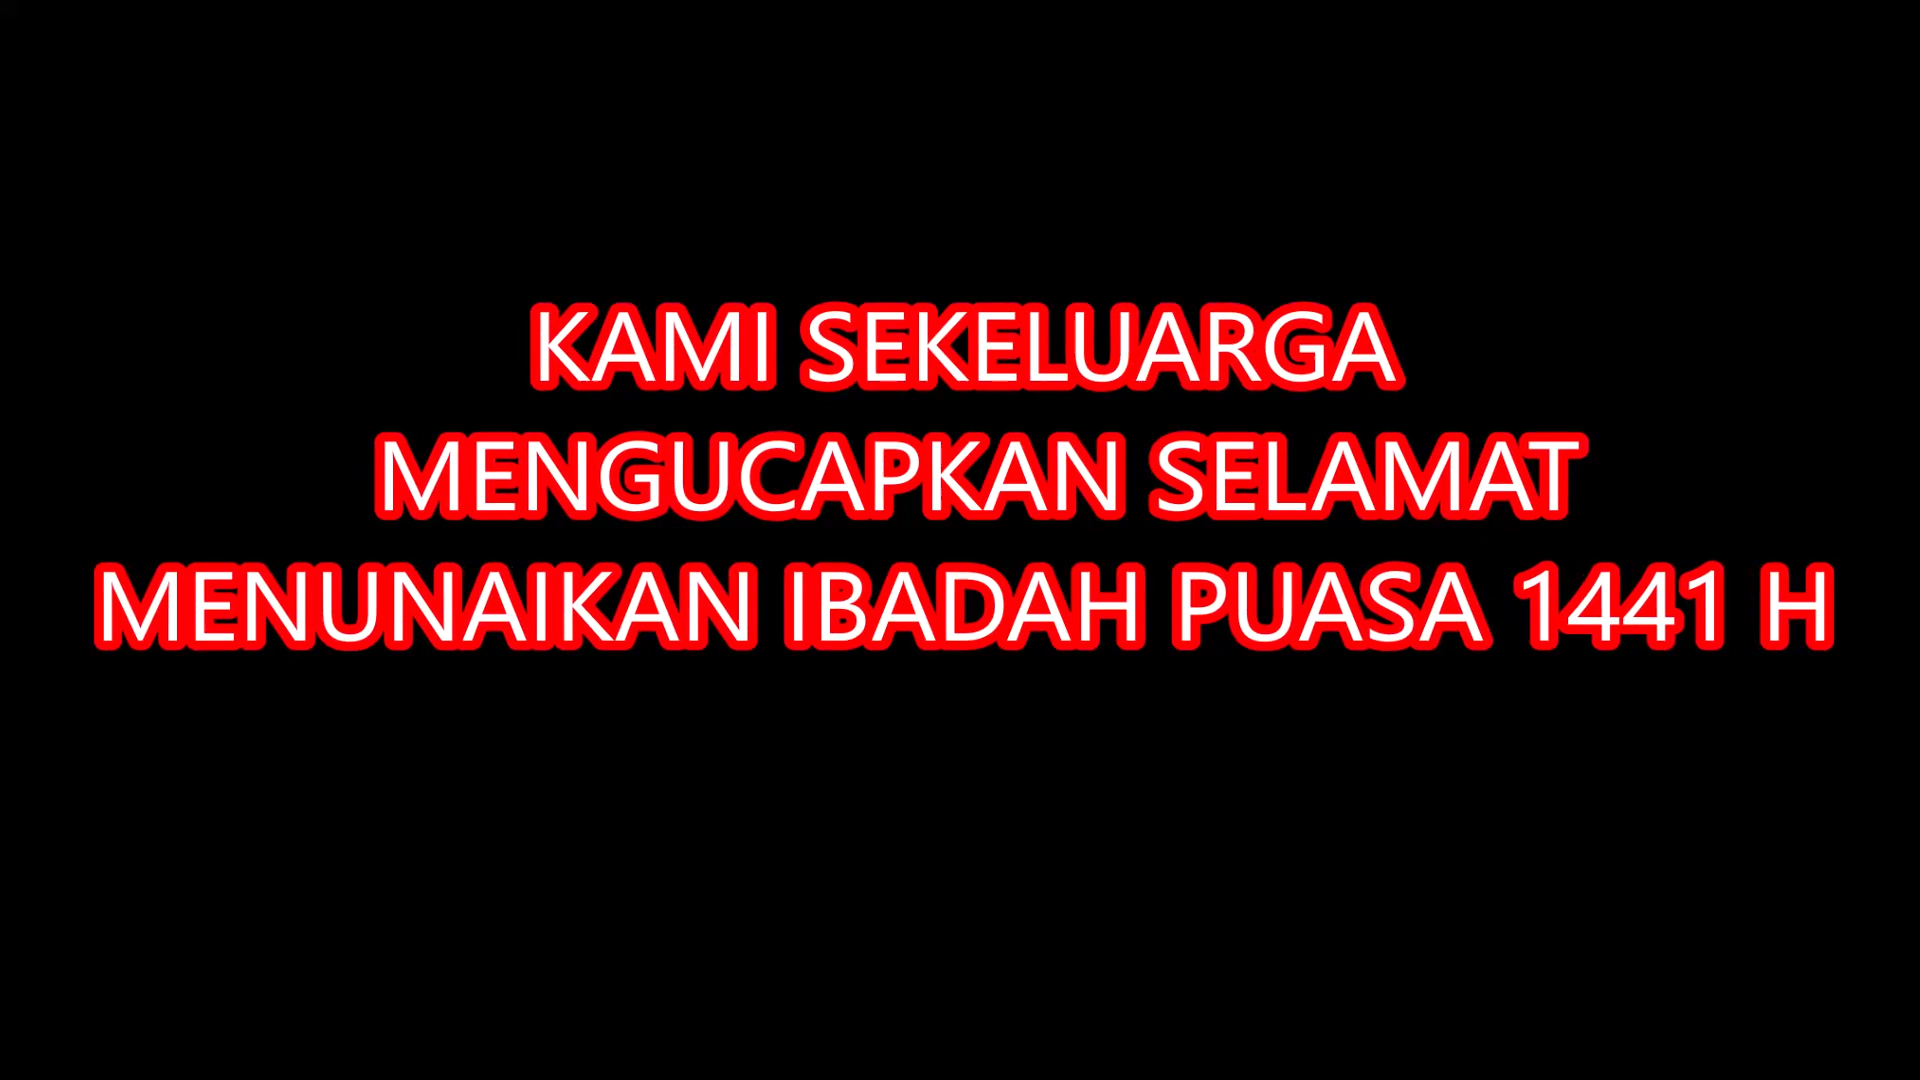 KAMI SEKELUARGA
MENGUCAPKAN SELAMAT
MENUNAIKAN IBADAH PUASA 1441 H